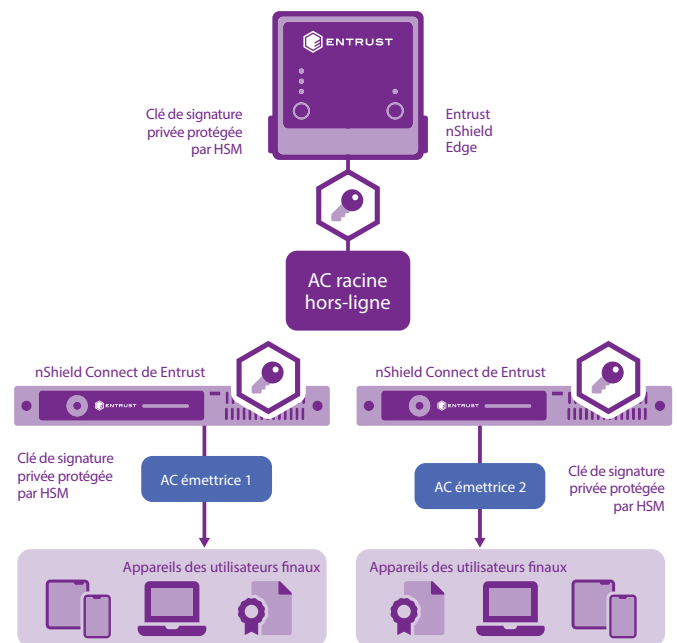 ENTRUST
Clé de signature
privée protégée
par HSM
Entrust
nShield
Edge
AC racine
hors-ligne
nShield Connect de Entrust
ENTRUST
Clé de signature
privée protégée
par HSM
AC émettrice 1
Appareils des utilisateurs finaux
nShield Connect de Entrust
ENTRUST
AC émettrice 2
Clé de signature
privée protégée
par HSM
Appareils des utilisateurs finaux